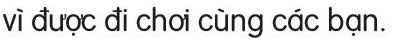 vì được đi chơi cùng các bạn.